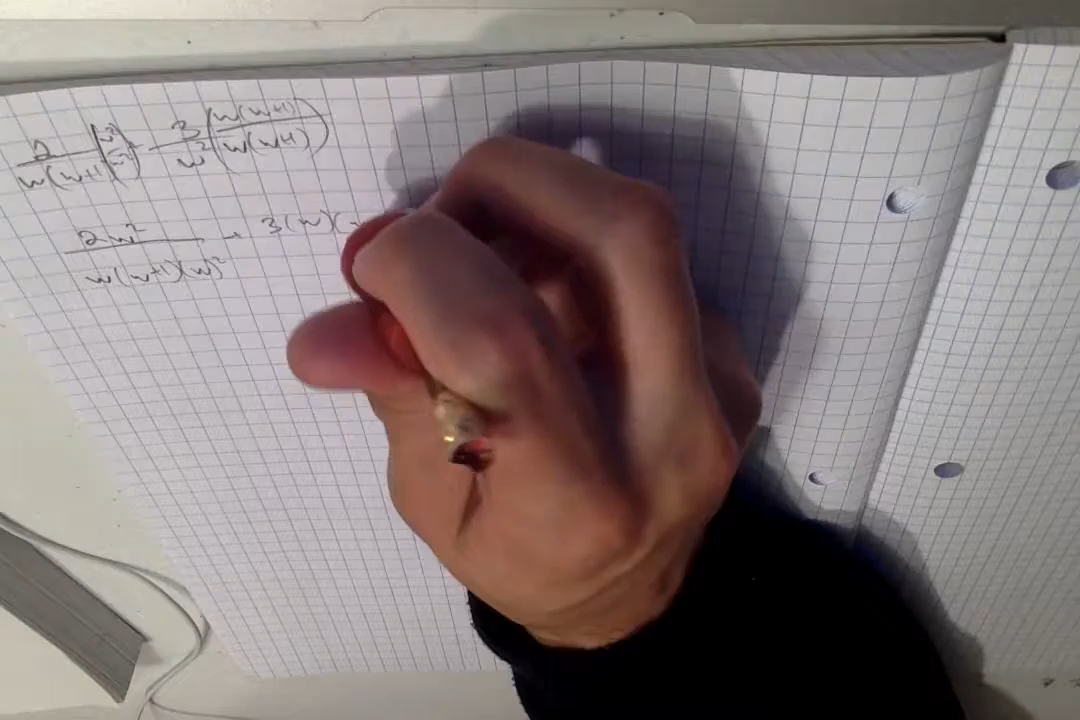 2/w(w+1) (w²/w²) - 3/w² (w(w+1)/w(w+1))
2w²/w(w+1)(w)² - 3(w)(